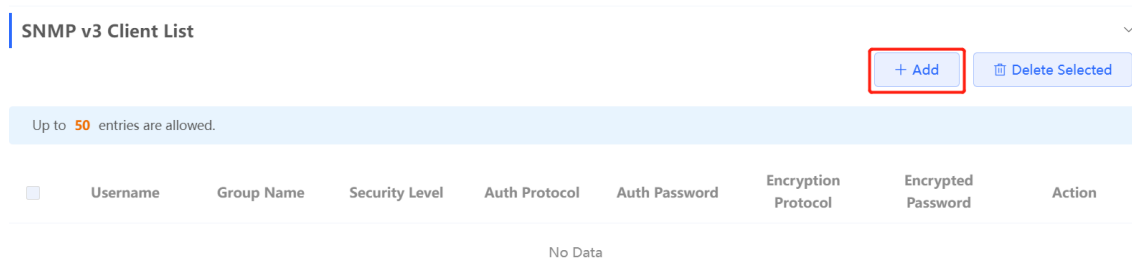 SNMP v3 Client List
+ Add Delete Selected
Up to 50 entries are allowed.
Username Group Name Security Level Auth Protocol Auth Password Encryption Protocol Encrypted Password Action
No Data